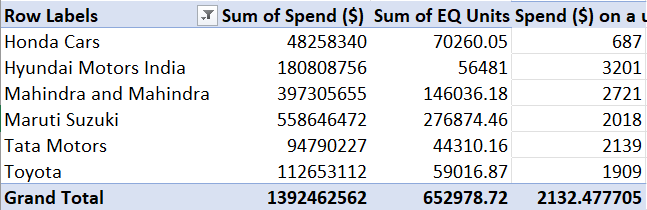 Row Labels Sum of Spend ($) Sum of EQ Units Spend ($) on a
Honda Cars 48258340 70260.05 687
Hyundai Motors India 180808756 56481 3201
Mahindra and Mahindra 397305655 146036.18 2721
Maruti Suzuki 558646472 276874.46 2018
Tata Motors 94790227 44310.16 2139
Toyota 112653112 59016.87 1909
Grand Total 1392462562 652978.72 2132.477705